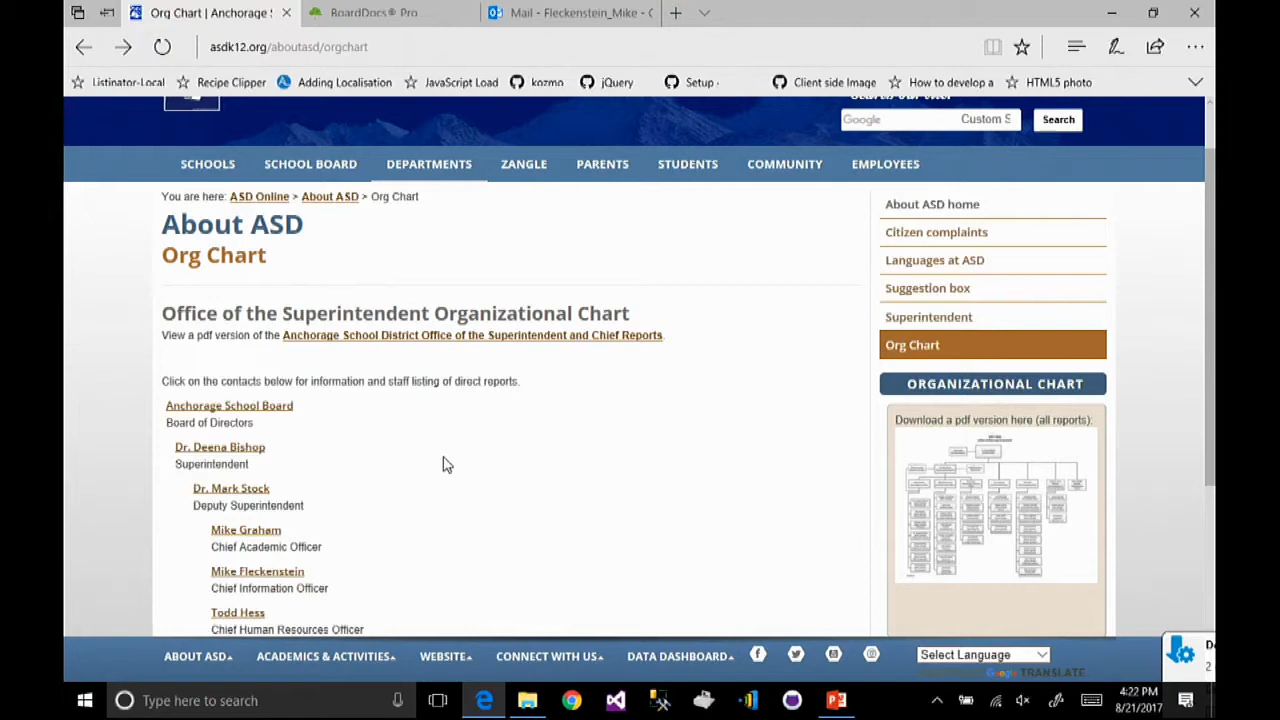 Org Chart | Anchorage S
BoardDocs® Pro
Mail - Fleckenstein_Mike - C
asdk12.org/aboutasd/orgchart
Listinator-Local
Recipe Clipper
Adding Localisation
JavaScript Load
kozmo
jQuery
Setup ·
Client side Image
How to develop a
HTML5 photo
Google Custom S
Search
SCHOOLS SCHOOL BOARD DEPARTMENTS ZANGLE PARENTS STUDENTS COMMUNITY EMPLOYEES
You are here: ASD Online > About ASD > Org Chart
About ASD
Org Chart
Office of the Superintendent Organizational Chart
View a pdf version of the Anchorage School District Office of the Superintendent and Chief Reports.
Click on the contacts below for information and staff listing of direct reports.
Anchorage School Board
Board of Directors
Dr. Deena Bishop
Superintendent
Dr. Mark Stock
Deputy Superintendent
Mike Graham
Chief Academic Officer
Mike Fleckenstein
Chief Information Officer
Todd Hess
Chief Human Resources Officer
About ASD home
Citizen complaints
Languages at ASD
Suggestion box
Superintendent
Org Chart
ORGANIZATIONAL CHART
Download a pdf version here (all reports):
ABOUT ASD ACADEMICS & ACTIVITIES WEBSITE CONNECT WITH US DATA DASHBOARD
Select Language
Google TRANSLATE
Type here to search
4:22 PM
8/21/2017